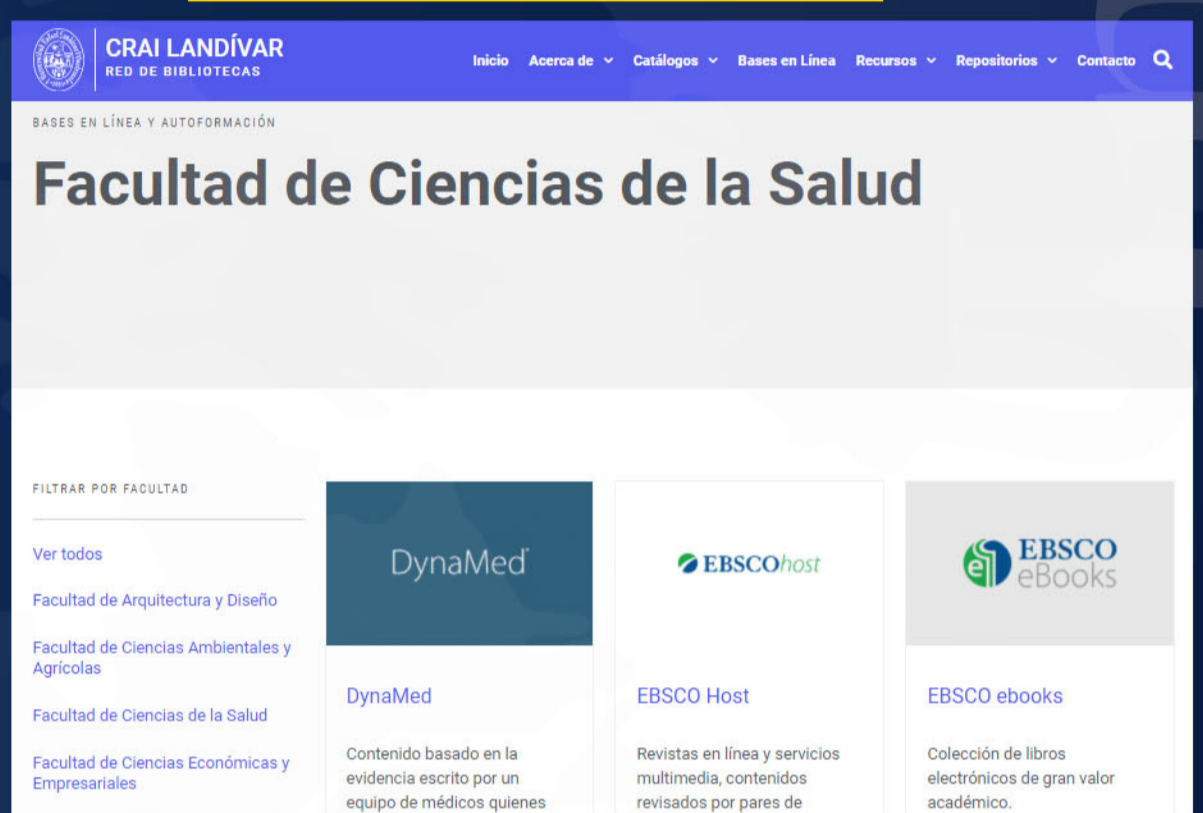 CRAI LANDÍVAR
RED DE BIBLIOTECAS
Inicio Acerca de Catálogos Bases en Línea Recursos Repositorios Contacto
BASES EN LÍNEA Y AUTOFORMACIÓN
Facultad de Ciencias de la Salud
FILTRAR POR FACULTAD
Ver todos
Facultad de Arquitectura y Diseño
Facultad de Ciencias Ambientales y
Agrícolas
Facultad de Ciencias de la Salud
Facultad de Ciencias Económicas y
Empresariales
DynaMed
DynaMed
Contenido basado en la
evidencia escrito por un
equipo de médicos quienes
EBSCOhost
EBSCO Host
Revistas en línea y servicios
multimedia, contenidos
revisados por pares de
EBSCO
eBooks
EBSCO ebooks
Colección de libros
electrónicos de gran valor
académico.